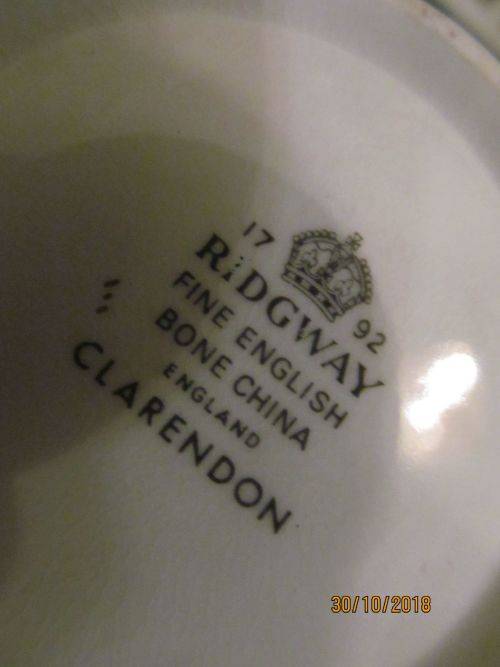 17 92
RIDGWAY
FINE ENGLISH
BONE CHINA
ENGLAND
CLARENDON
30/10/2018